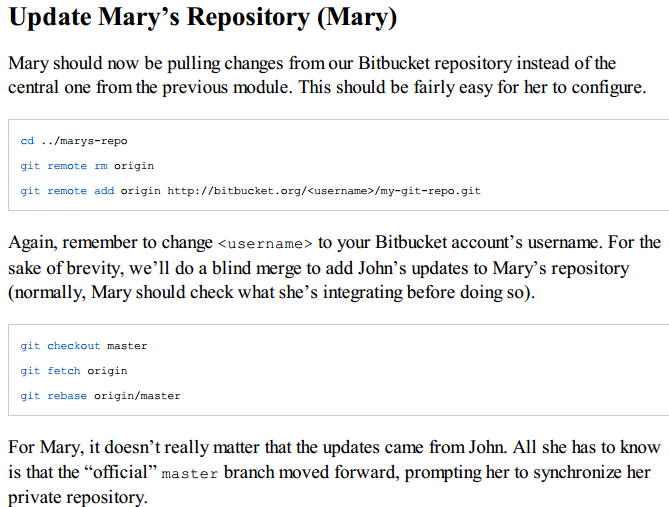 Update Mary’s Repository (Mary)
Mary should now be pulling changes from our Bitbucket repository instead of the
central one from the previous module. This should be fairly easy for her to configure.
cd ../marys-repo
git remote rm origin
git remote add origin http://bitbucket.org/<username>/my-git-repo.git
Again, remember to change <username> to your Bitbucket account’s username. For the
sake of brevity, we’ll do a blind merge to add John’s updates to Mary’s repository
(normally, Mary should check what she’s integrating before doing so).
git checkout master
git fetch origin
git rebase origin/master
For Mary, it doesn’t really matter that the updates came from John. All she has to know
is that the “official” master branch moved forward, prompting her to synchronize her
private repository.